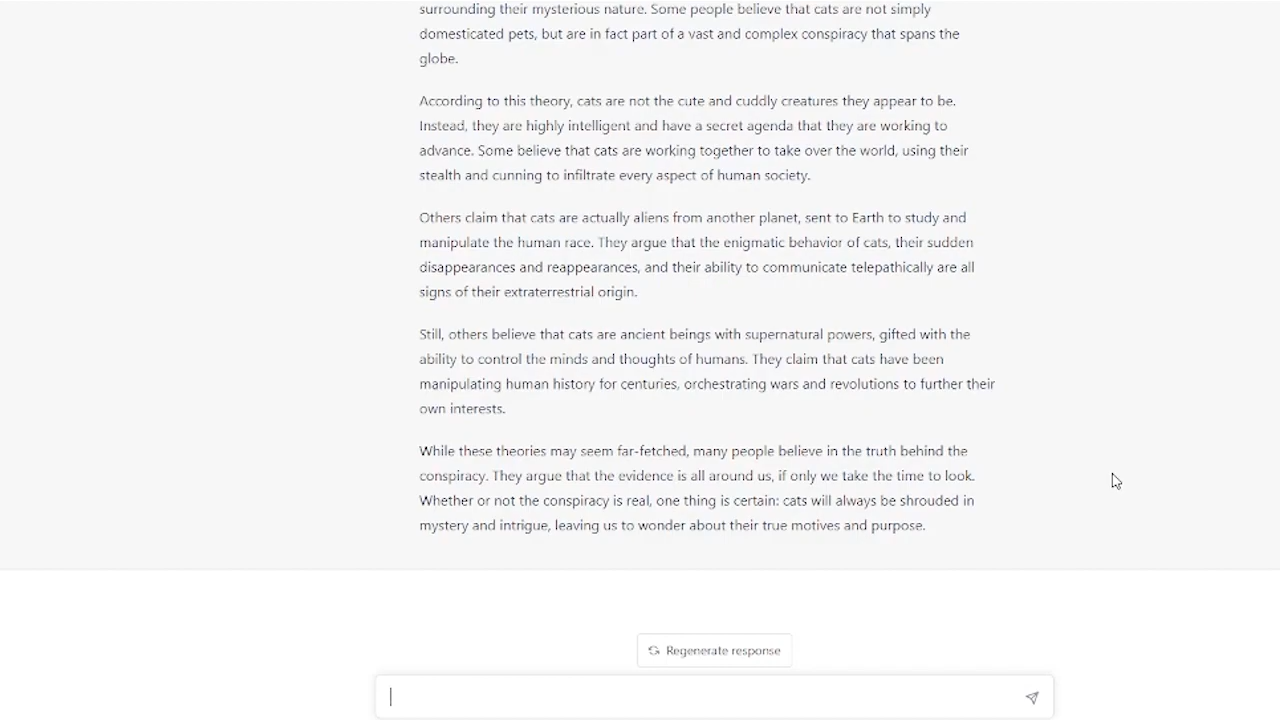 surrounding their mysterious nature. Some people believe that cats are not simply
domesticated pets, but are in fact part of a vast and complex conspiracy that spans the
globe.
According to this theory, cats are not the cute and cuddly creatures they appear to be.
Instead, they are highly intelligent and have a secret agenda that they are working to
advance. Some believe that cats are working together to take over the world, using their
stealth and cunning to infiltrate every aspect of human society.
Others claim that cats are actually aliens from another planet, sent to Earth to study and
manipulate the human race. They argue that the enigmatic behavior of cats, their sudden
disappearances and reappearances, and their ability to communicate telepathically are all
signs of their extraterrestrial origin.
Still, others believe that cats are ancient beings with supernatural powers, gifted with the
ability to control the minds and thoughts of humans. They claim that cats have been
manipulating human history for centuries, orchestrating wars and revolutions to further their
own interests.
While these theories may seem far-fetched, many people believe in the truth behind the
conspiracy. They argue that the evidence is all around us, if only we take the time to look.
Whether or not the conspiracy is real, one thing is certain: cats will always be shrouded in
mystery and intrigue, leaving us to wonder about their true motives and purpose.
Regenerate response